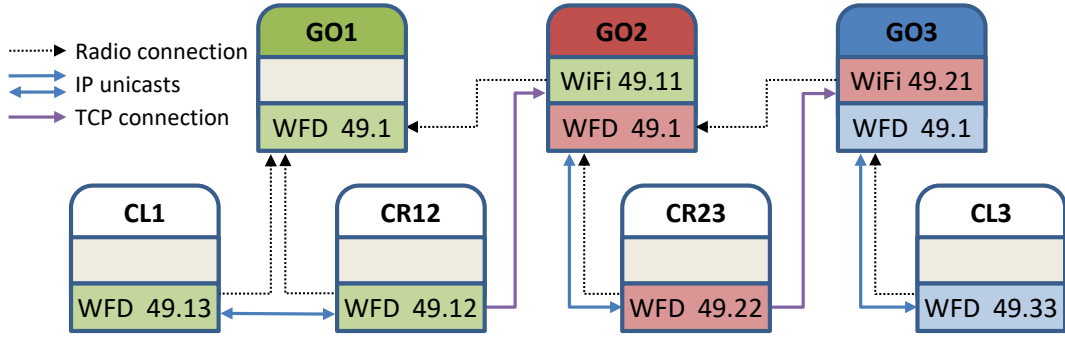 Radio connection
IP unicasts
TCP connection
GO1
WFD 49.1
GO2
WiFi 49.11
WFD 49.1
GO3
WiFi 49.21
WFD 49.1
CL1
WFD 49.13
CR12
WFD 49.12
CR23
WFD 49.22
CL3
WFD 49.33